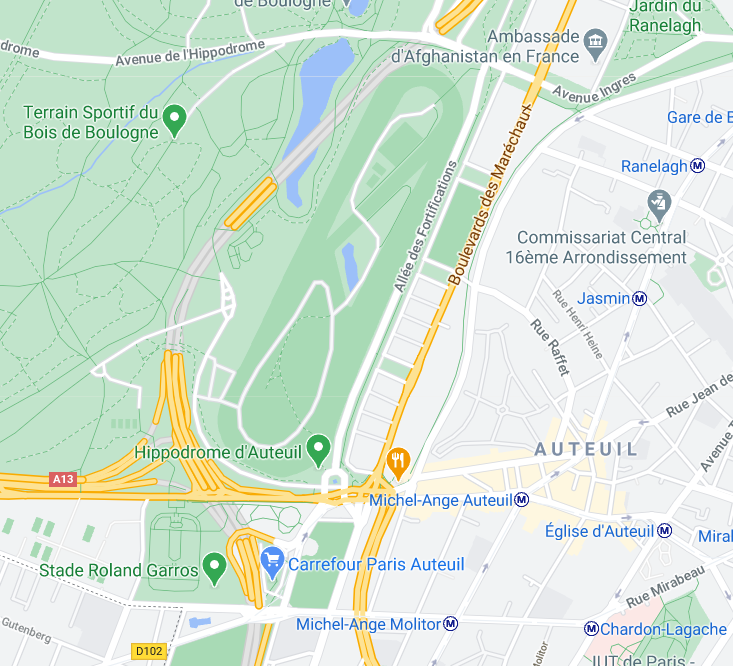 de Boulogne
Jardin du
Ranelagh
Ambassade
d'Afghanistan en France
drome
Avenue de l'Hippodrome
Avenue Ingres
Terrain Sportif du
Bois de Boulogne
Gare de B
Ranelagh
Boulevards des Maréchaux
Allée des Fortifications
Commissariat Central
16ème Arrondissement
Jasmin
Rue Henri Heine
Rue Raffet
Rue Jean de
Hippodrome d'Auteuil
AUTEUIL
Avenue T
A13
Michel-Ange Auteuil
Église d'Auteuil
Mirab
Stade Roland Garros
Carrefour Paris Auteuil
Rue Mirabeau
Gutenberg
Michel-Ange Molitor
Chardon-Lagache
D102
Molitor
IUT de Paris -